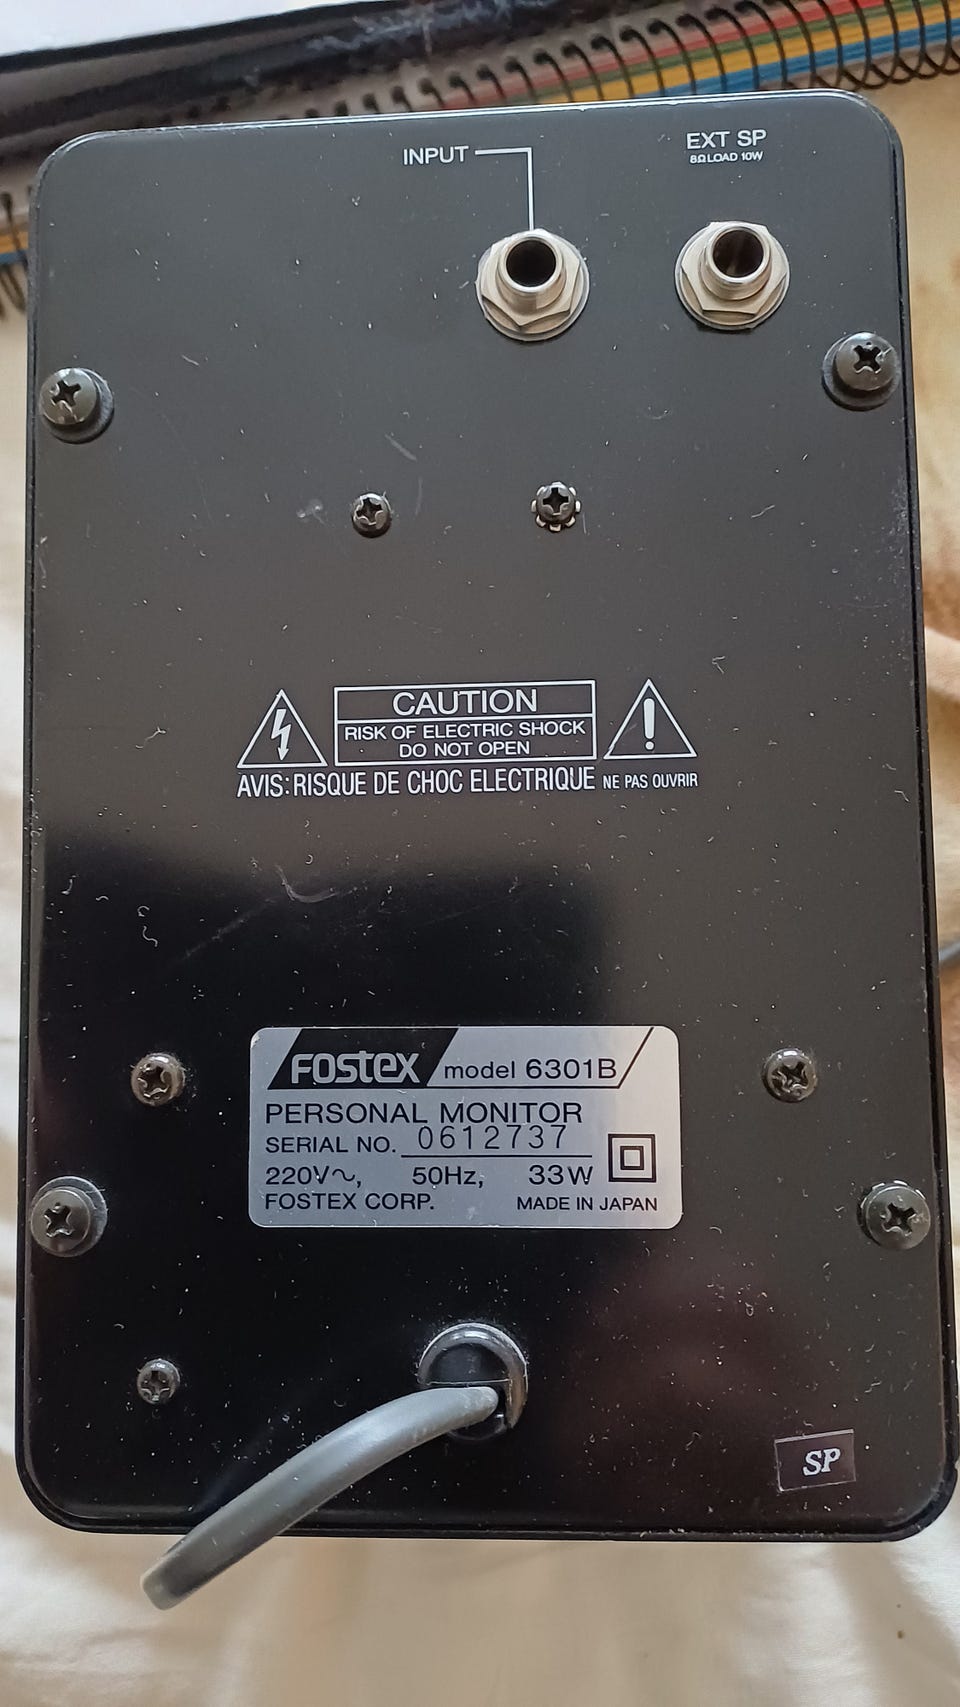 INPUT
EXT SP
8Ω LOAD 10W
CAUTION
RISK OF ELECTRIC SHOCK
DO NOT OPEN
AVIS: RISQUE DE CHOC ELECTRIQUE NE PAS OUVRIR
FOSTEX model 6301B
PERSONAL MONITOR
SERIAL NO. 0612737
220V～, 50Hz, 33W
FOSTEX CORP. MADE IN JAPAN
SP